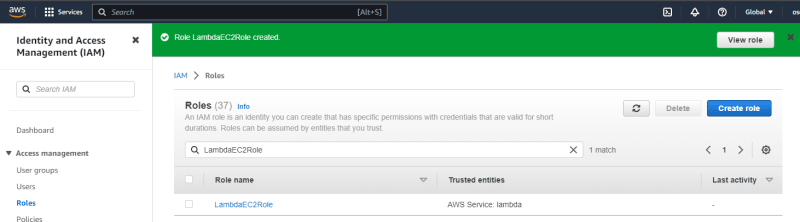 aws Services Search [Alt+S] Global os
Identity and Access
Management (IAM)
Role LambdaEC2Role created.
View role
IAM > Roles
Search IAM
Roles (37) Info
Delete
Create role
An IAM role is an identity you can create that has specific permissions with credentials that are valid for short
durations. Roles can be assumed by entities that you trust.
Dashboard
LambdaEC2Role
1 match
1
Access management
User groups
Role name
Trusted entities
Last activity
Users
Roles
LambdaEC2Role
AWS Service: lambda
-
Policies